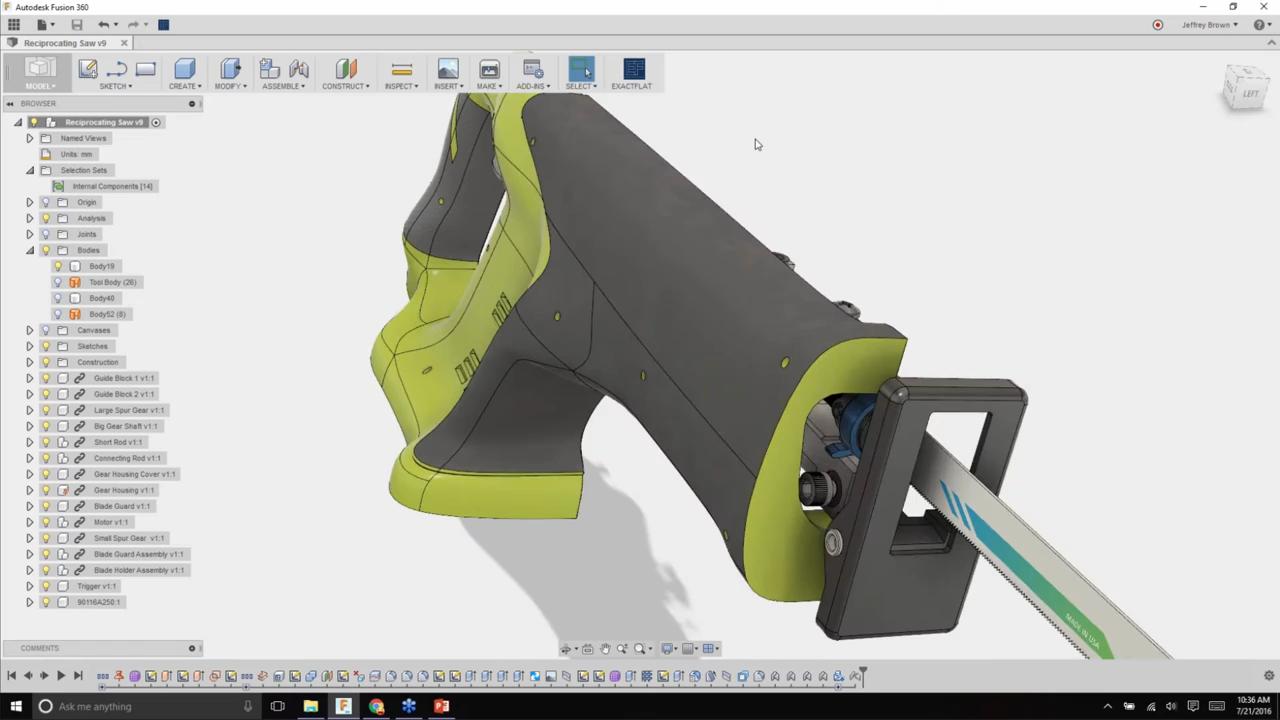 Autodesk Fusion 360
Jeffrey Brown
Reciprocating Saw v9
MODEL
SKETCH
CREATE
MODIFY
ASSEMBLE
CONSTRUCT
INSPECT
INSERT
MAKE
ADD-INS
SELECT
EXACTFLAT
LEFT
BROWSER
Reciprocating Saw v9
Named Views
Units: mm
Selection Sets
Internal Components [14]
Origin
Analysis
Joints
Bodies
Body19
Tool Body (26)
Body40
Body52 (8)
Canvases
Sketches
Construction
Guide Block 1 v1:1
Guide Block 2 v1:1
Large Spur Gear v1:1
Big Gear Shaft v1:1
Short Rod v1:1
Connecting Rod v1:1
Gear Housing Cover v1:1
Gear Housing v1:1
Blade Guard v1:1
Motor v1:1
Small Spur Gear v1:1
Blade Guard Assembly v1:1
Blade Holder Assembly v1:1
Trigger v1:1
90116A250:1
MADE IN USA
COMMENTS
Ask me anything
10:36 AM
7/21/2016